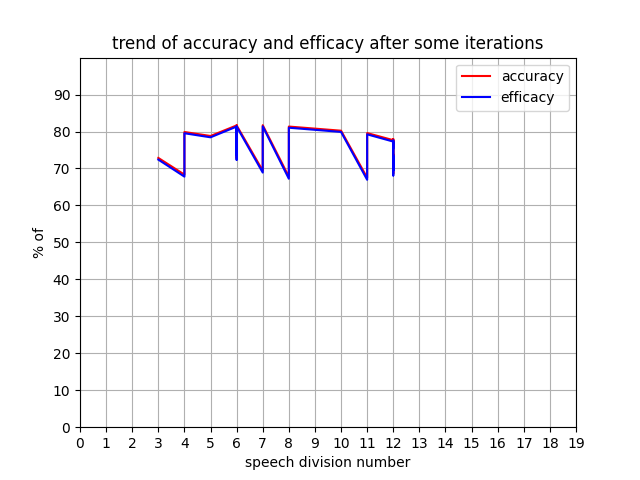 trend of accuracy and efficacy after some iterations
accuracy
efficacy
90
80
70
60
50
40
30
20
10
0
% of
0 1 2 3 4 5 6 7 8 9 10 11 12 13 14 15 16 17 18 19
speech division number